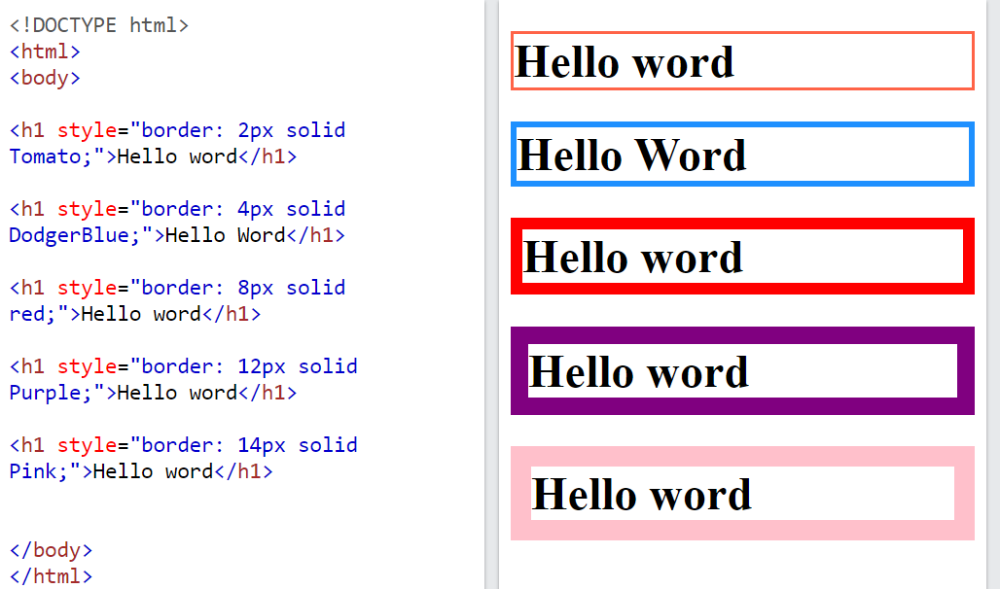 <!DOCTYPE html>
<html>
<body>
<h1 style="border: 2px solid
Tomato;">Hello word</h1>
<h1 style="border: 4px solid
DodgerBlue;">Hello Word</h1>
<h1 style="border: 8px solid
red;">Hello word</h1>
<h1 style="border: 12px solid
Purple;">Hello word</h1>
<h1 style="border: 14px solid
Pink;">Hello word</h1>
</body>
</html>
Hello word
Hello Word
Hello word
Hello word
Hello word